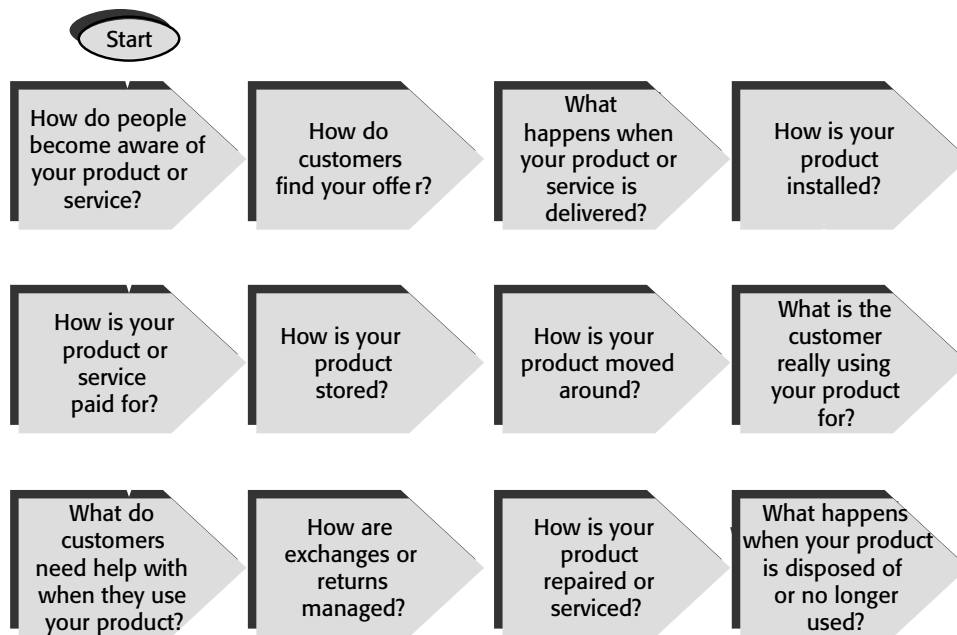 Start
How do people
become aware of
your product or
service?
How do
customers
find your offe r?
What
happens when
your product or
service is
delivered?
How is your
product
installed?
How is your
product or
service
paid for?
How is your
product
stored?
How is your
product moved
around?
What is the
customer
really using
your product
for?
What do
customers
need help with
when they use
your product?
How are
exchanges or
returns
managed?
How is your
product
repaired or
serviced?
What happens
when your product
is disposed of
or no longer
used?